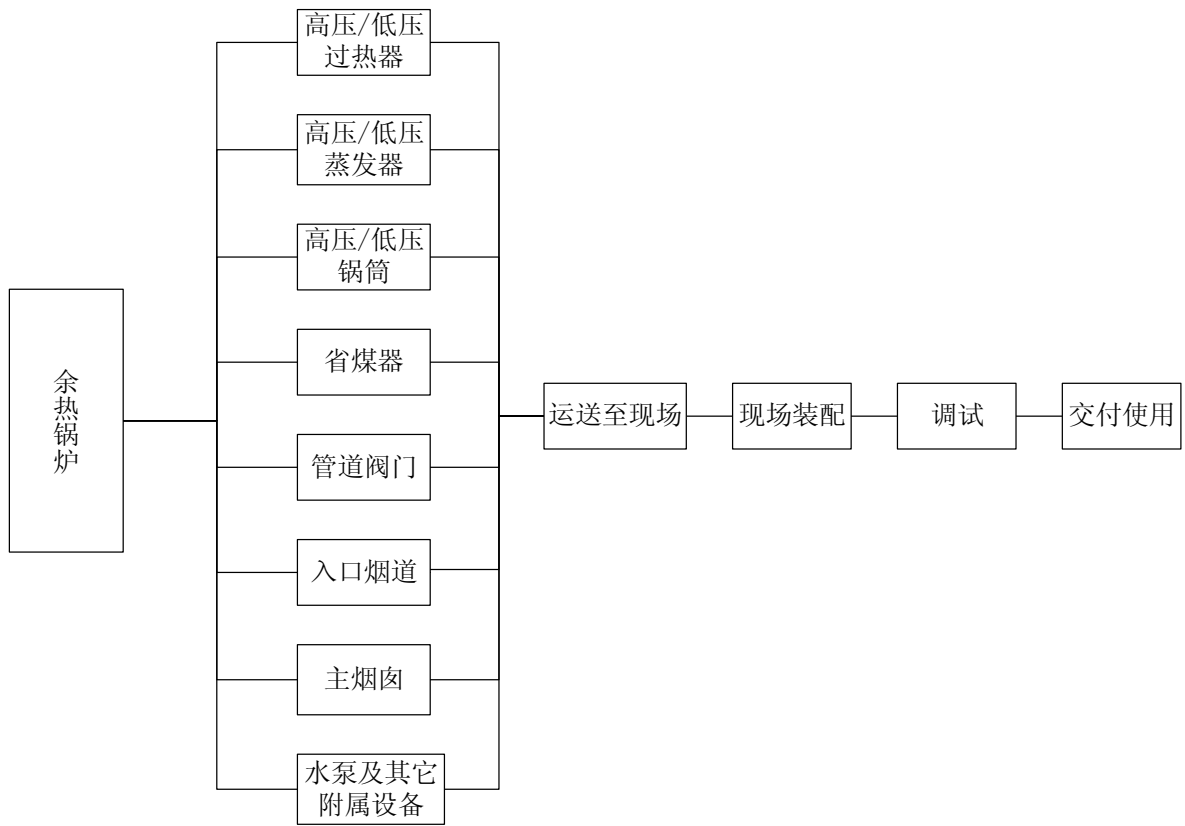 余热锅炉
高压/低压
过热器
高压/低压
蒸发器
高压/低压
锅筒
省煤器
管道阀门
入口烟道
主烟囱
水泵及其它
附属设备
运送至现场
现场装配
调试
交付使用